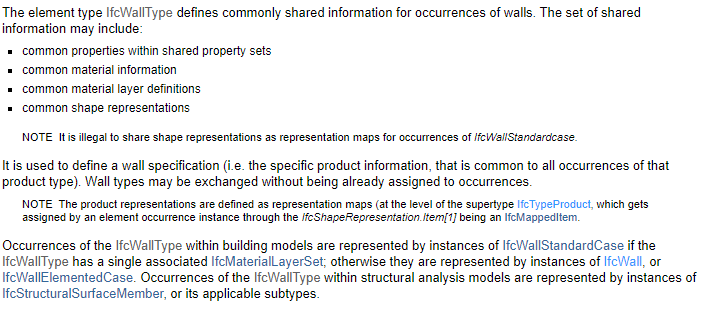 The element type IfcWallType defines commonly shared information for occurrences of walls. The set of shared
information may include:
▪ common properties within shared property sets
▪ common material information
▪ common material layer definitions
▪ common shape representations
NOTE It is illegal to share shape representations as representation maps for occurrences of IfcWallStandardcase.
It is used to define a wall specification (i.e. the specific product information, that is common to all occurrences of that
product type). Wall types may be exchanged without being already assigned to occurrences.
NOTE The product representations are defined as representation maps (at the level of the supertype IfcTypeProduct, which gets
assigned by an element occurrence instance through the IfcShapeRepresentation.Item[1] being an IfcMappedItem.
Occurrences of the IfcWallType within building models are represented by instances of IfcWallStandardCase if the
IfcWallType has a single associated IfcMaterialLayerSet; otherwise they are represented by instances of IfcWall, or
IfcWallElementedCase. Occurrences of the IfcWallType within structural analysis models are represented by instances of
IfcStructuralSurfaceMember, or its applicable subtypes.